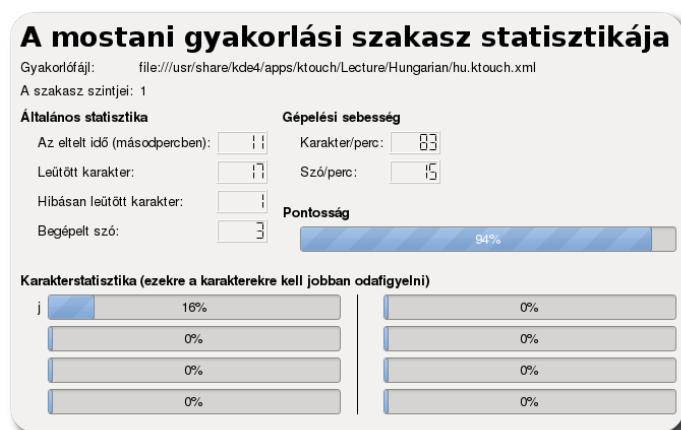 A mostani gyakorlási szakasz statisztikája
Gyakorlófájl: file:///usr/share/kde4/apps/ktouch/Lecture/Hungarian/hu.ktouch.xml
A szakasz szintjei: 1
Általános statisztika
Az eltelt idő (másodpercben): 11
Leütött karakter: 17
Hibásan leütött karakter: 1
Begépelt szó: 3
Gépelési sebesség
Karakter/perc: 83
Szó/perc: 15
Pontosság
94%
Karakterstatisztika (ezekre a karakterekre kell jobban odafigyelni)
j 16% 0%
0% 0%
0% 0%
0% 0%